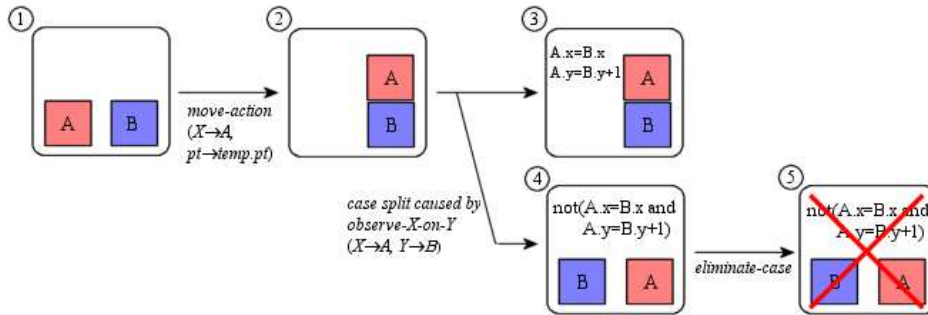 1
A
B
move-action
(X→A,
pt→temp.pt)
2
A
B
3
A.x=B.x
A.y=B.y+1
A
B
case split caused by
observe-X-on-Y
(X→A, Y→B)
4
not(A.x=B.x and
A.y=B.y+1)
B
A
eliminate-case
5
not(A.x=B.x and
A.y=B.y+1)
B
A